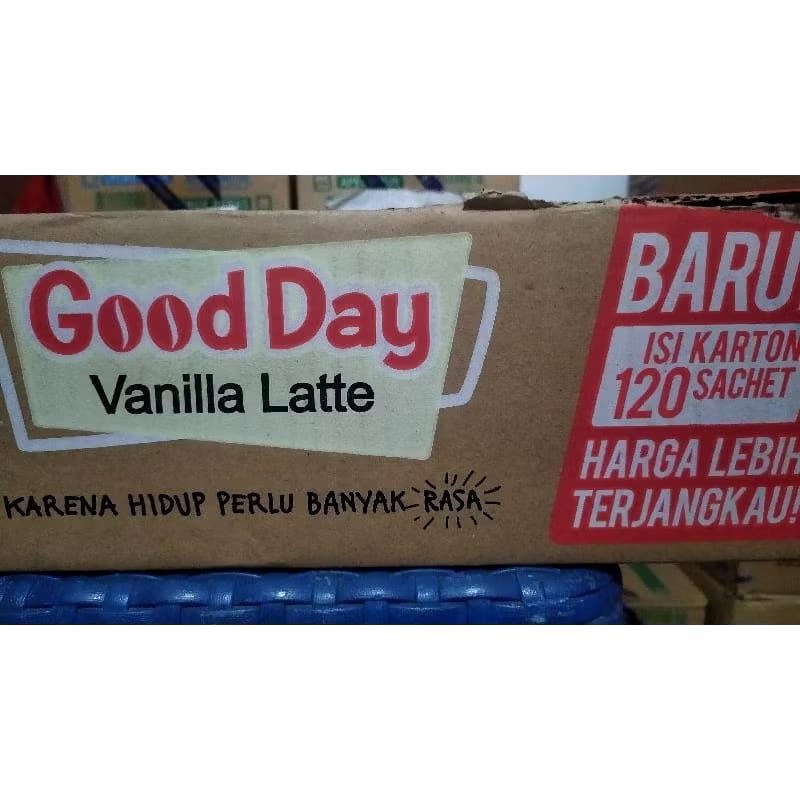 Good Day
Vanilla Latte
KARENA HIDUP PERLU BANYAK RASA
BARU!
ISI KARTON
120 SACHET
HARGA LEBIH
TERJANGKAU!